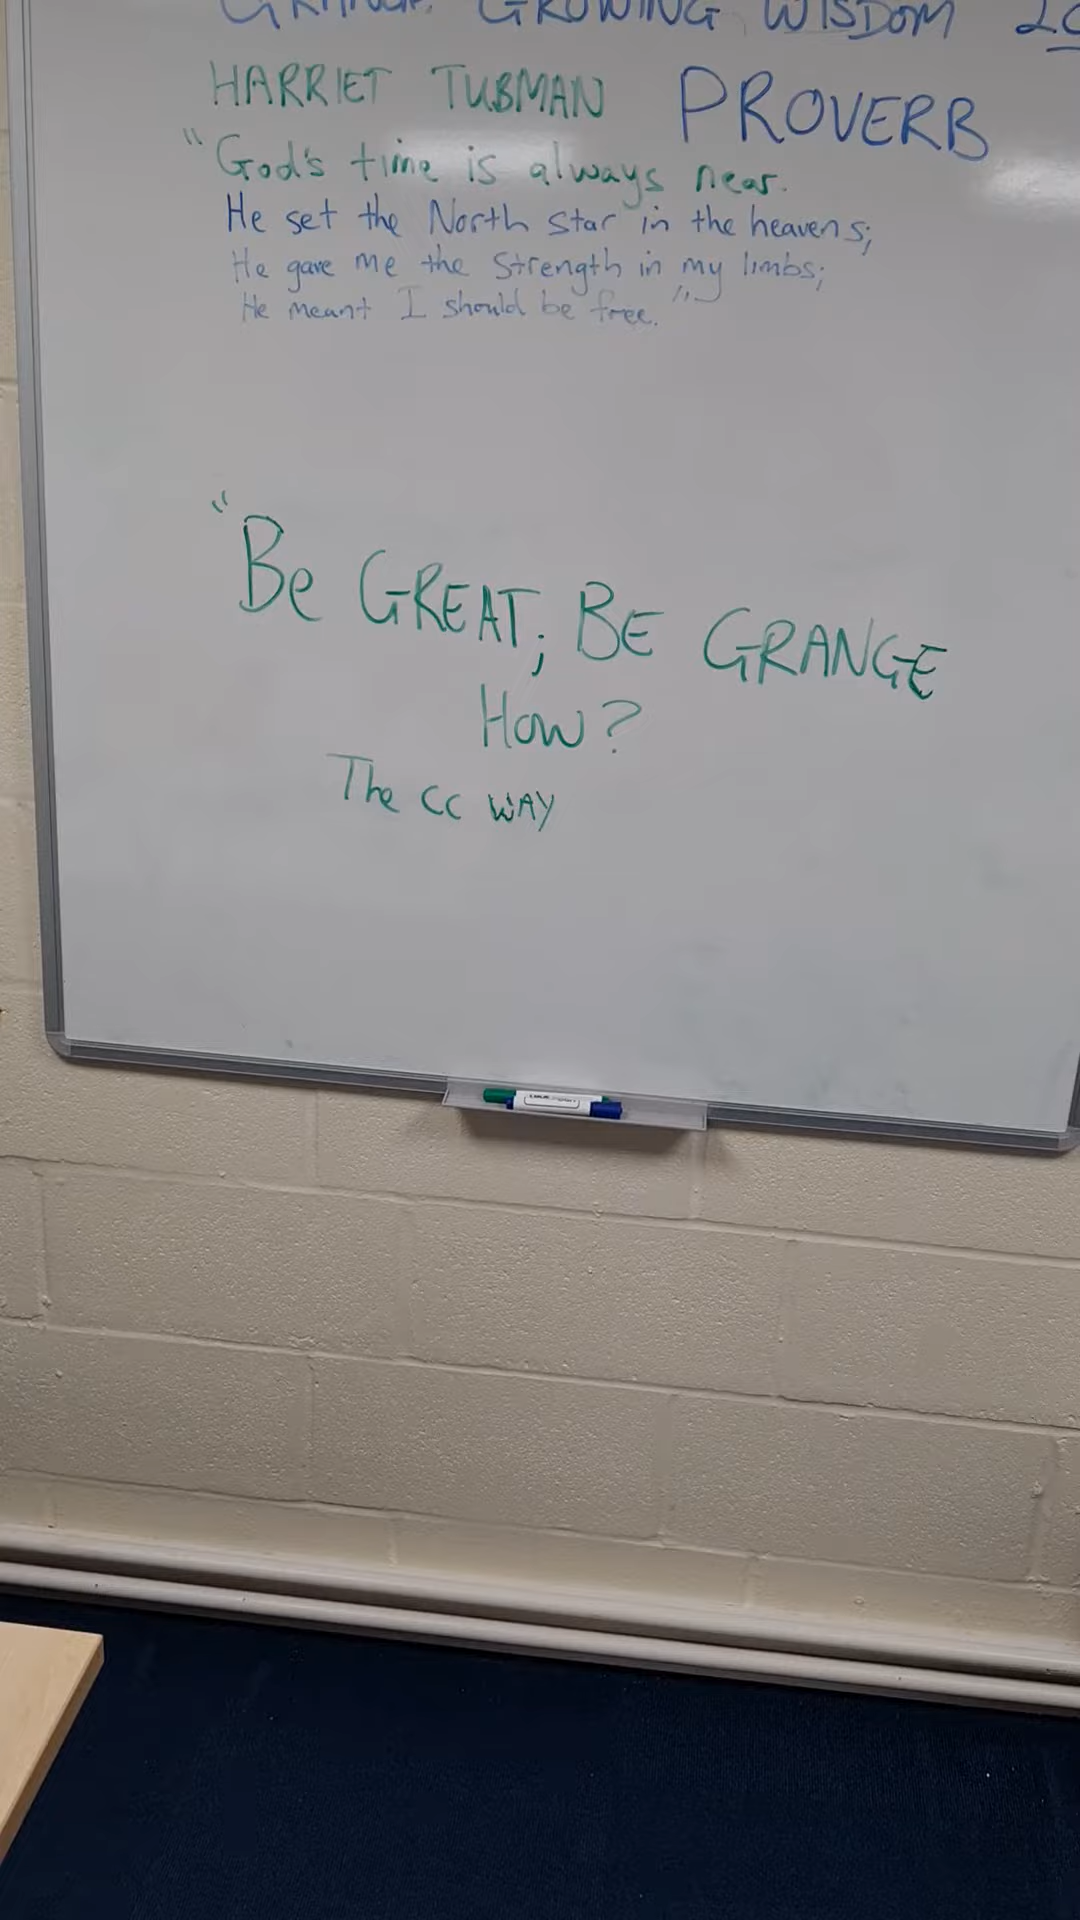 GROWING WISDOM
HARRIET TUBMAN PROVERB
"God's time is always near.
He set the North Star in the heavens;
He gave me the strength in my limbs;
He meant I should be free."
"Be GREAT; BE GRANGE
How?
The CC WAY